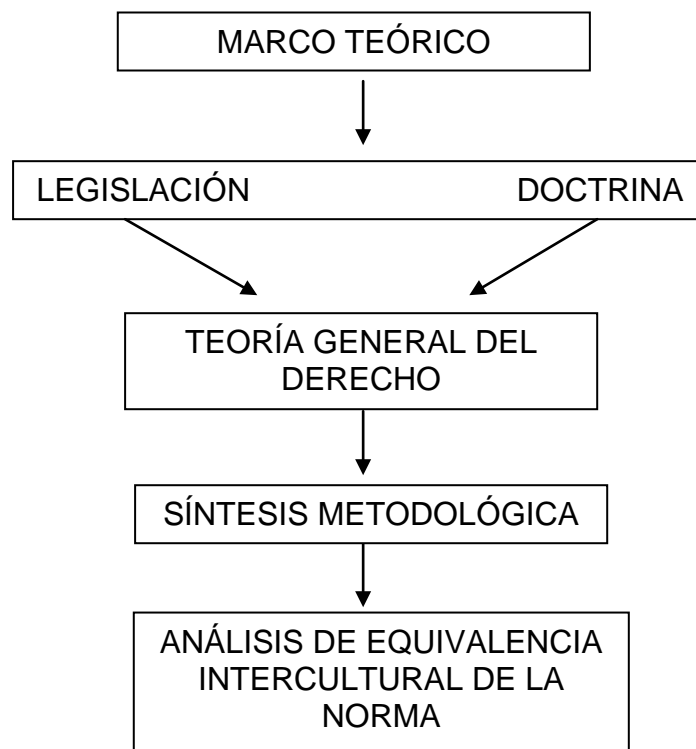 MARCO TEÓRICO
LEGISLACIÓN DOCTRINA
TEORÍA GENERAL DEL
DERECHO
SÍNTESIS METODOLÓGICA
ANÁLISIS DE EQUIVALENCIA
INTERCULTURAL DE LA
NORMA